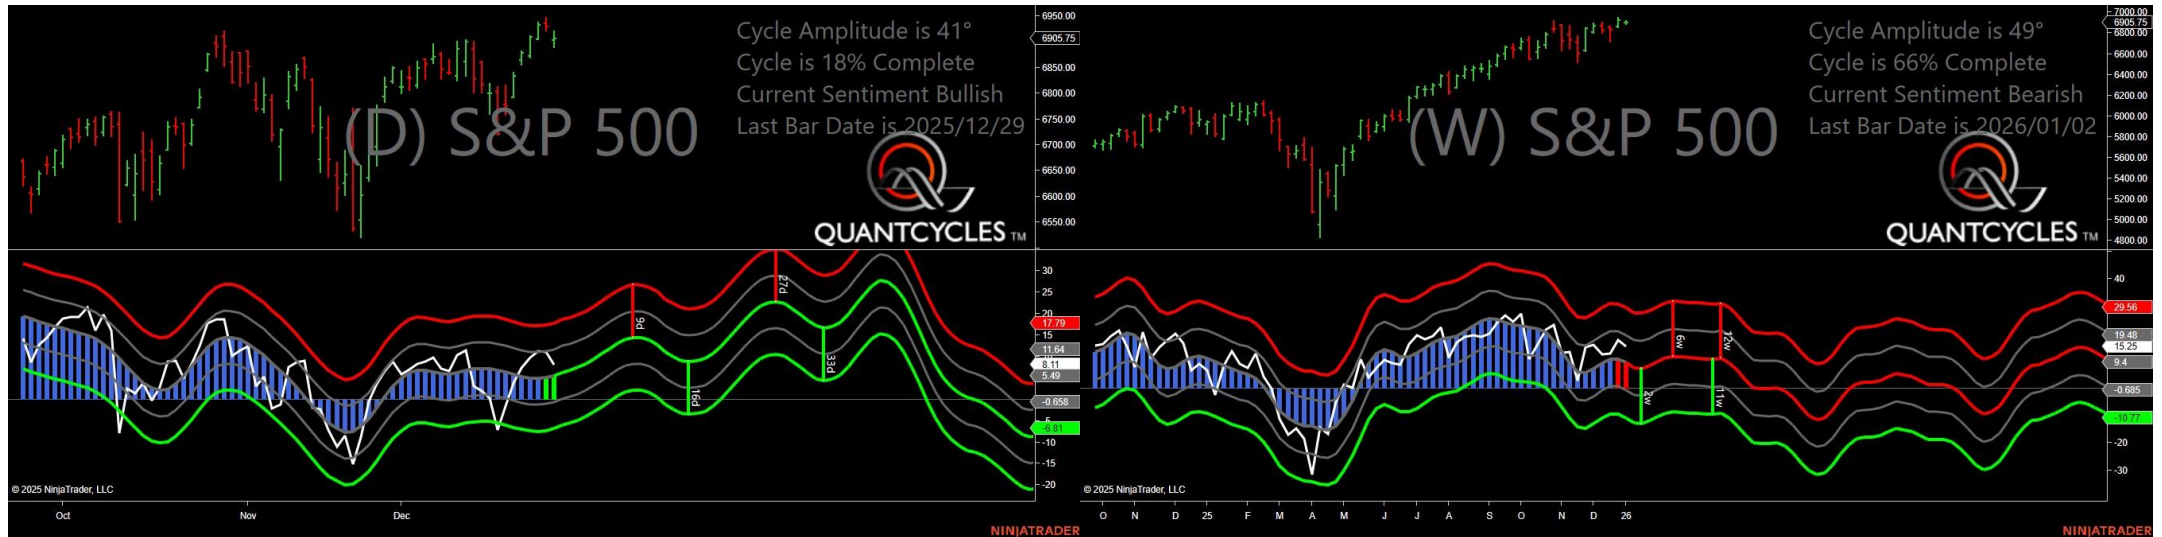 Cycle Amplitude is 41°
Cycle is 18% Complete
Current Sentiment Bullish
Last Bar Date is 2025/12/29
(D) S&P 500
QUANTCYCLES TM
6950.00
6905.75
6850.00
6800.00
6750.00
6700.00
6650.00
6600.00
6550.00
30
25
20
17.79
15
11.64
8.11
5.49
-0.658
-5
-6.81
-10
-15
-20
9d
16d
27d
33d
© 2025 NinjaTrader, LLC
Oct Nov Dec
NINJATRADER
Cycle Amplitude is 49°
Cycle is 66% Complete
Current Sentiment Bearish
Last Bar Date is 2026/01/02
(W) S&P 500
QUANTCYCLES TM
7000.00
6905.75
6800.00
6600.00
6400.00
6200.00
6000.00
5800.00
5600.00
5400.00
5200.00
5000.00
4800.00
40
29.56
19.48
15.25
9.4
-0.685
-10.77
-20
-30
2w
6w
11w
12w
© 2025 NinjaTrader, LLC
O N D 25 F M A M J J A S O N D 26
NINJATRADER